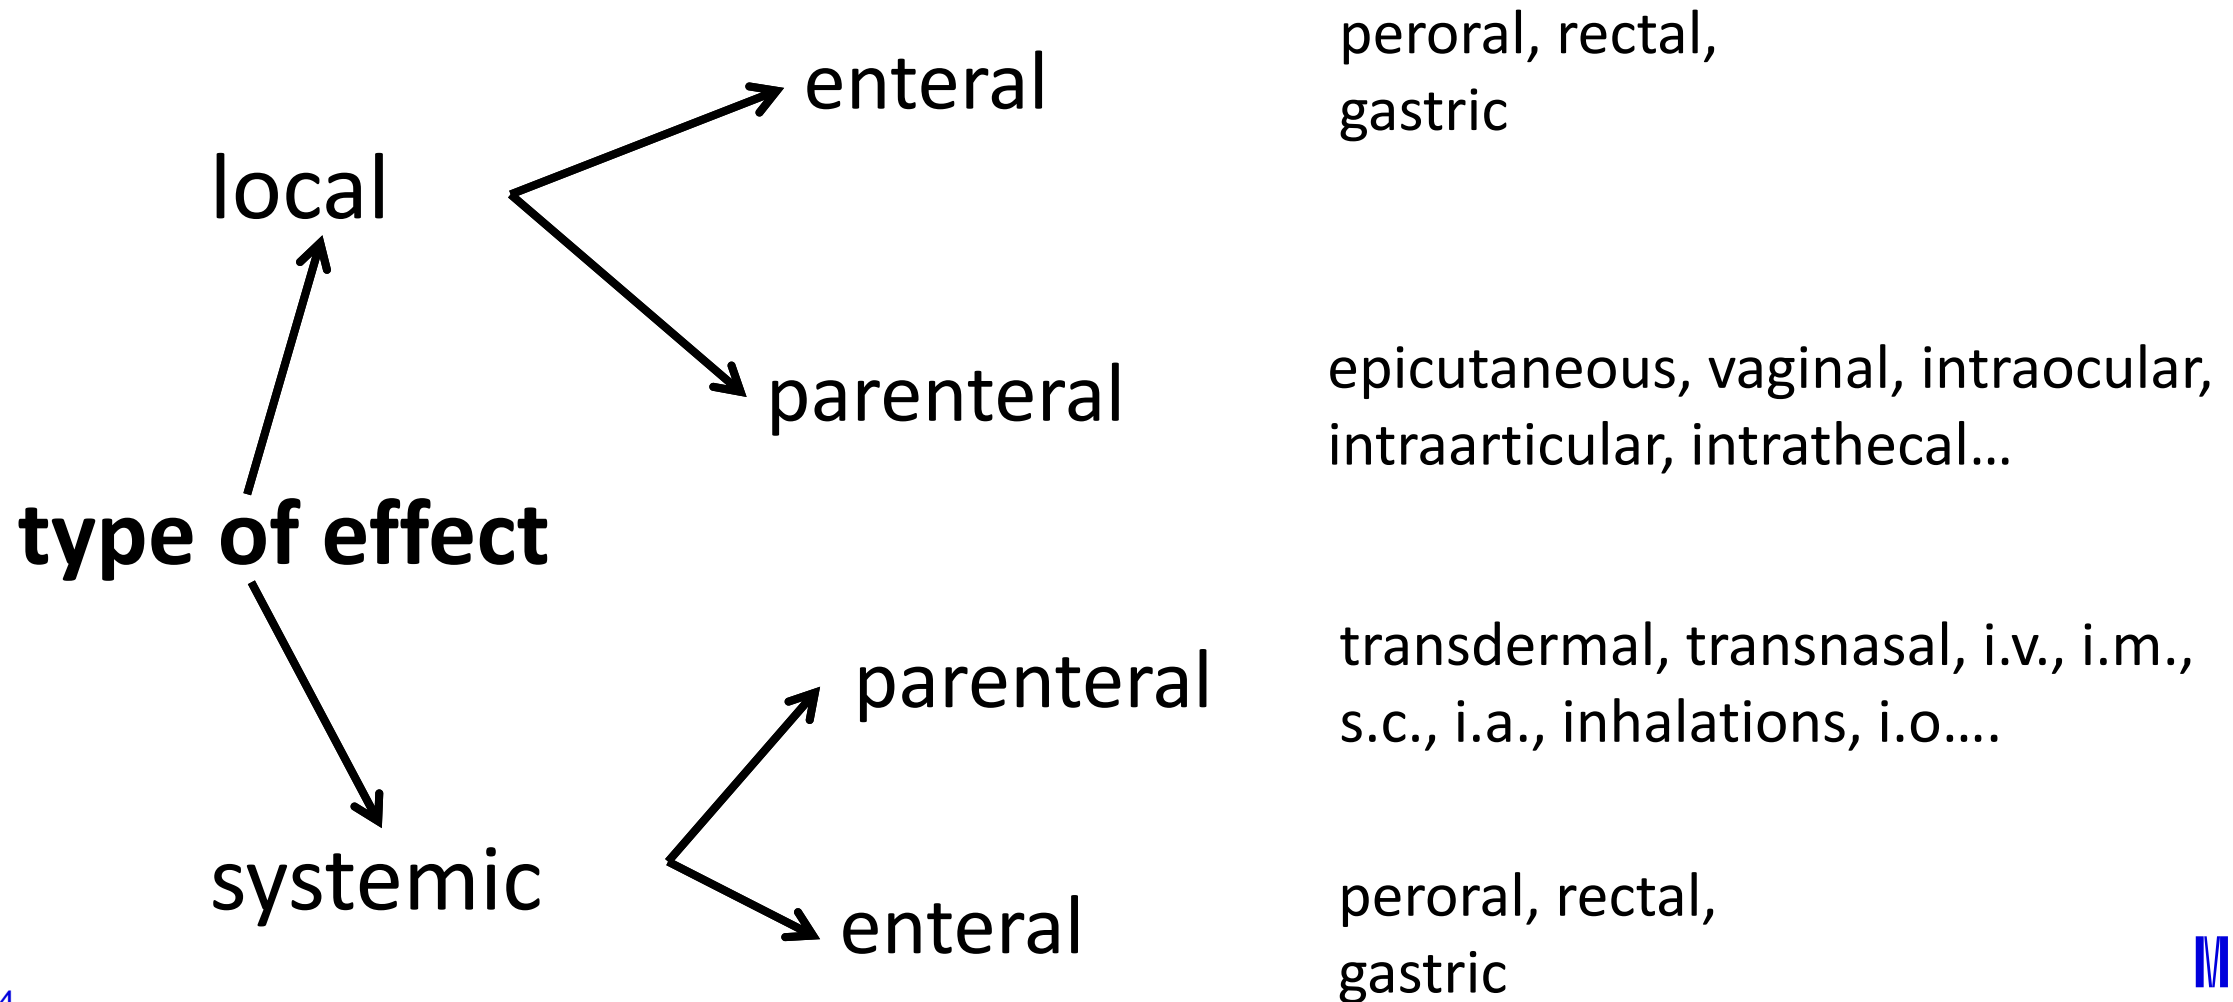 peroral, rectal,
enteral
gastric
local
epicutaneous, vaginal, intraocular,
parenteral
intraarticular, intrathecal...
type of effect
transdermal, transnasal, i.v., i.m.,
parenteral
s.c., i.a., inhalations, i.o....
systemic
peroral, rectal,
enteral
gastric
M